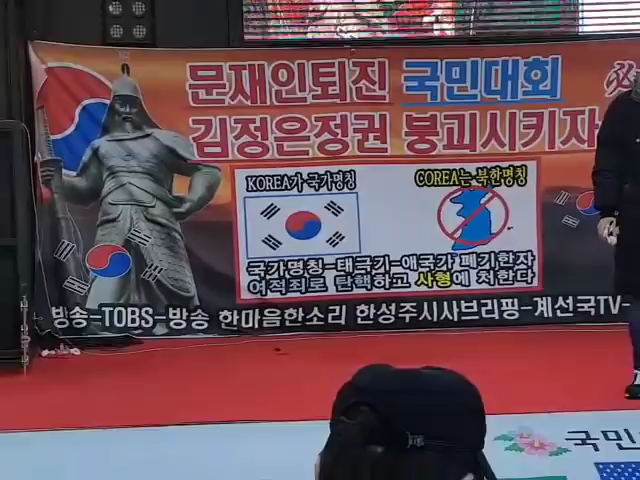 문재인퇴진 국민대회
김정은정권 붕괴시키자
KOREA가 국가명칭
COREA는 북한명칭
국가명칭-태극기-애국가 폐기한자
여적죄로 탄핵하고 사형에 처한다
방송-TOBS-방송 한마음한소리 한성주시사브리핑-계선국TV-
국민